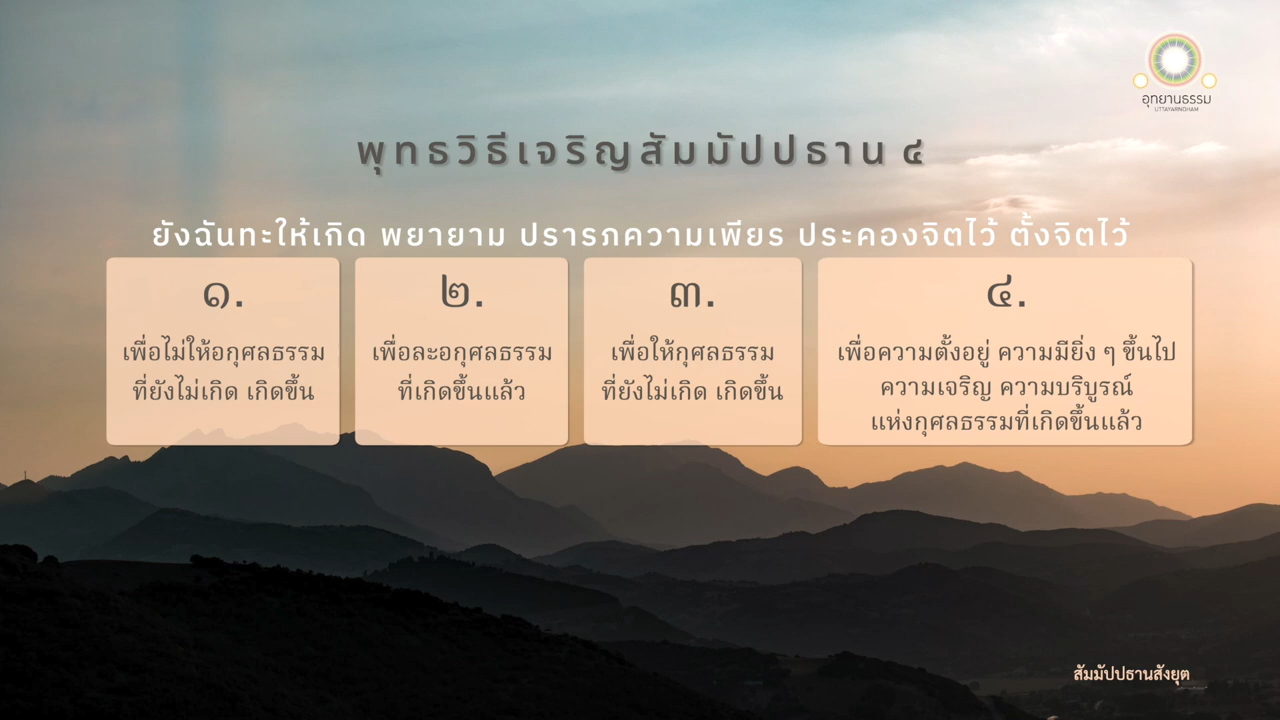 อุทยานธรรม
UTTAYARNDHAM
พุทธวิธีเจริญสัมมัปปธาน ๔
ยังฉันทะให้เกิด พยายาม ปรารภความเพียร ประคองจิตไว้ ตั้งจิตไว้
๑.
เพื่อไม่ให้อกุศลธรรม
ที่ยังไม่เกิด เกิดขึ้น
๒.
เพื่อละอกุศลธรรม
ที่เกิดขึ้นแล้ว
๓.
เพื่อให้กุศลธรรม
ที่ยังไม่เกิด เกิดขึ้น
๔.
เพื่อความตั้งอยู่ ความมียิ่ง ๆ ขึ้นไป
ความเจริญ ความบริบูรณ์
แห่งกุศลธรรมที่เกิดขึ้นแล้ว
สัมมัปปธานสังยุต